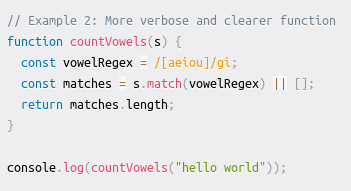 // Example 2: More verbose and clearer function
function countVowels(s) {
  const vowelRegex = /[aeiou]/gi;
  const matches = s.match(vowelRegex) || [];
  return matches.length;
}

console.log(countVowels("hello world"));